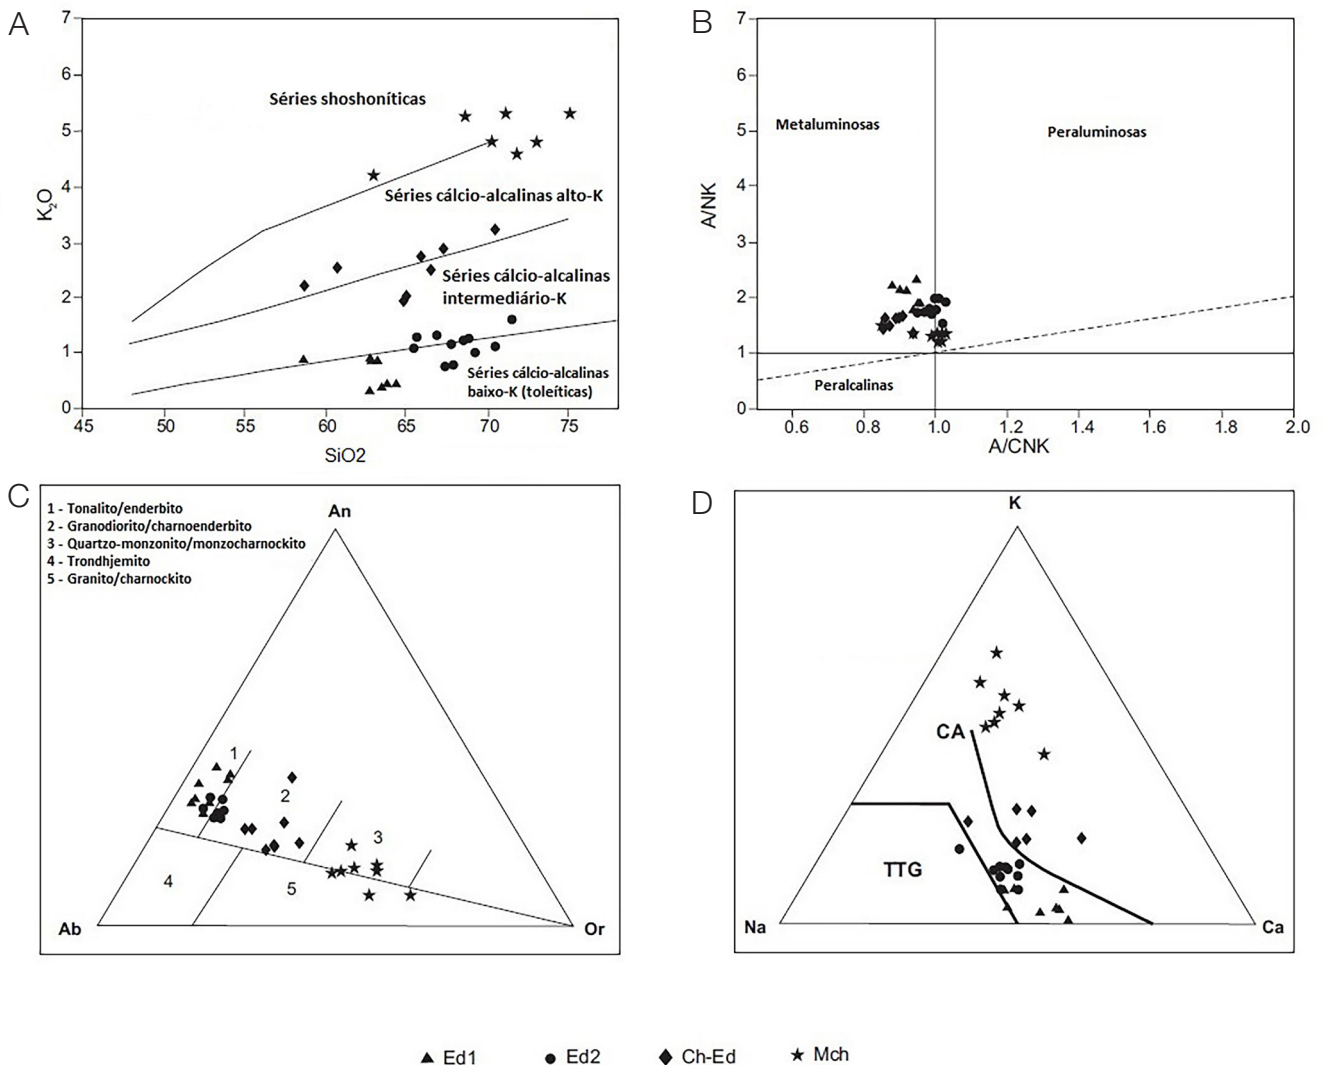 A
7
6
5
4
3
2
1
0
K₂O
Séries shoshoníticas
Séries cálcio-alcalinas alto-K
Séries cálcio-alcalinas
intermediário-K
Séries cálcio-alcalinas
baixo-K (toleíticas)
45 50 55 60 65 70 75
SiO2
B
7
6
5
4
3
2
1
0
A/NK
Metaluminosas
Peraluminosas
Peralcalinas
0.6 0.8 1.0 1.2 1.4 1.6 1.8 2.0
A/CNK
C
1 - Tonalito/enderbito
2 - Granodiorito/charnoenderbito
3 - Quartzo-monzonito/monzocharnockito
4 - Trondhjemito
5 - Granito/charnockito
An
1
2
3
4
5
Ab
Or
D
K
CA
TTG
Na
Ca
Ed1 Ed2 Ch-Ed Mch